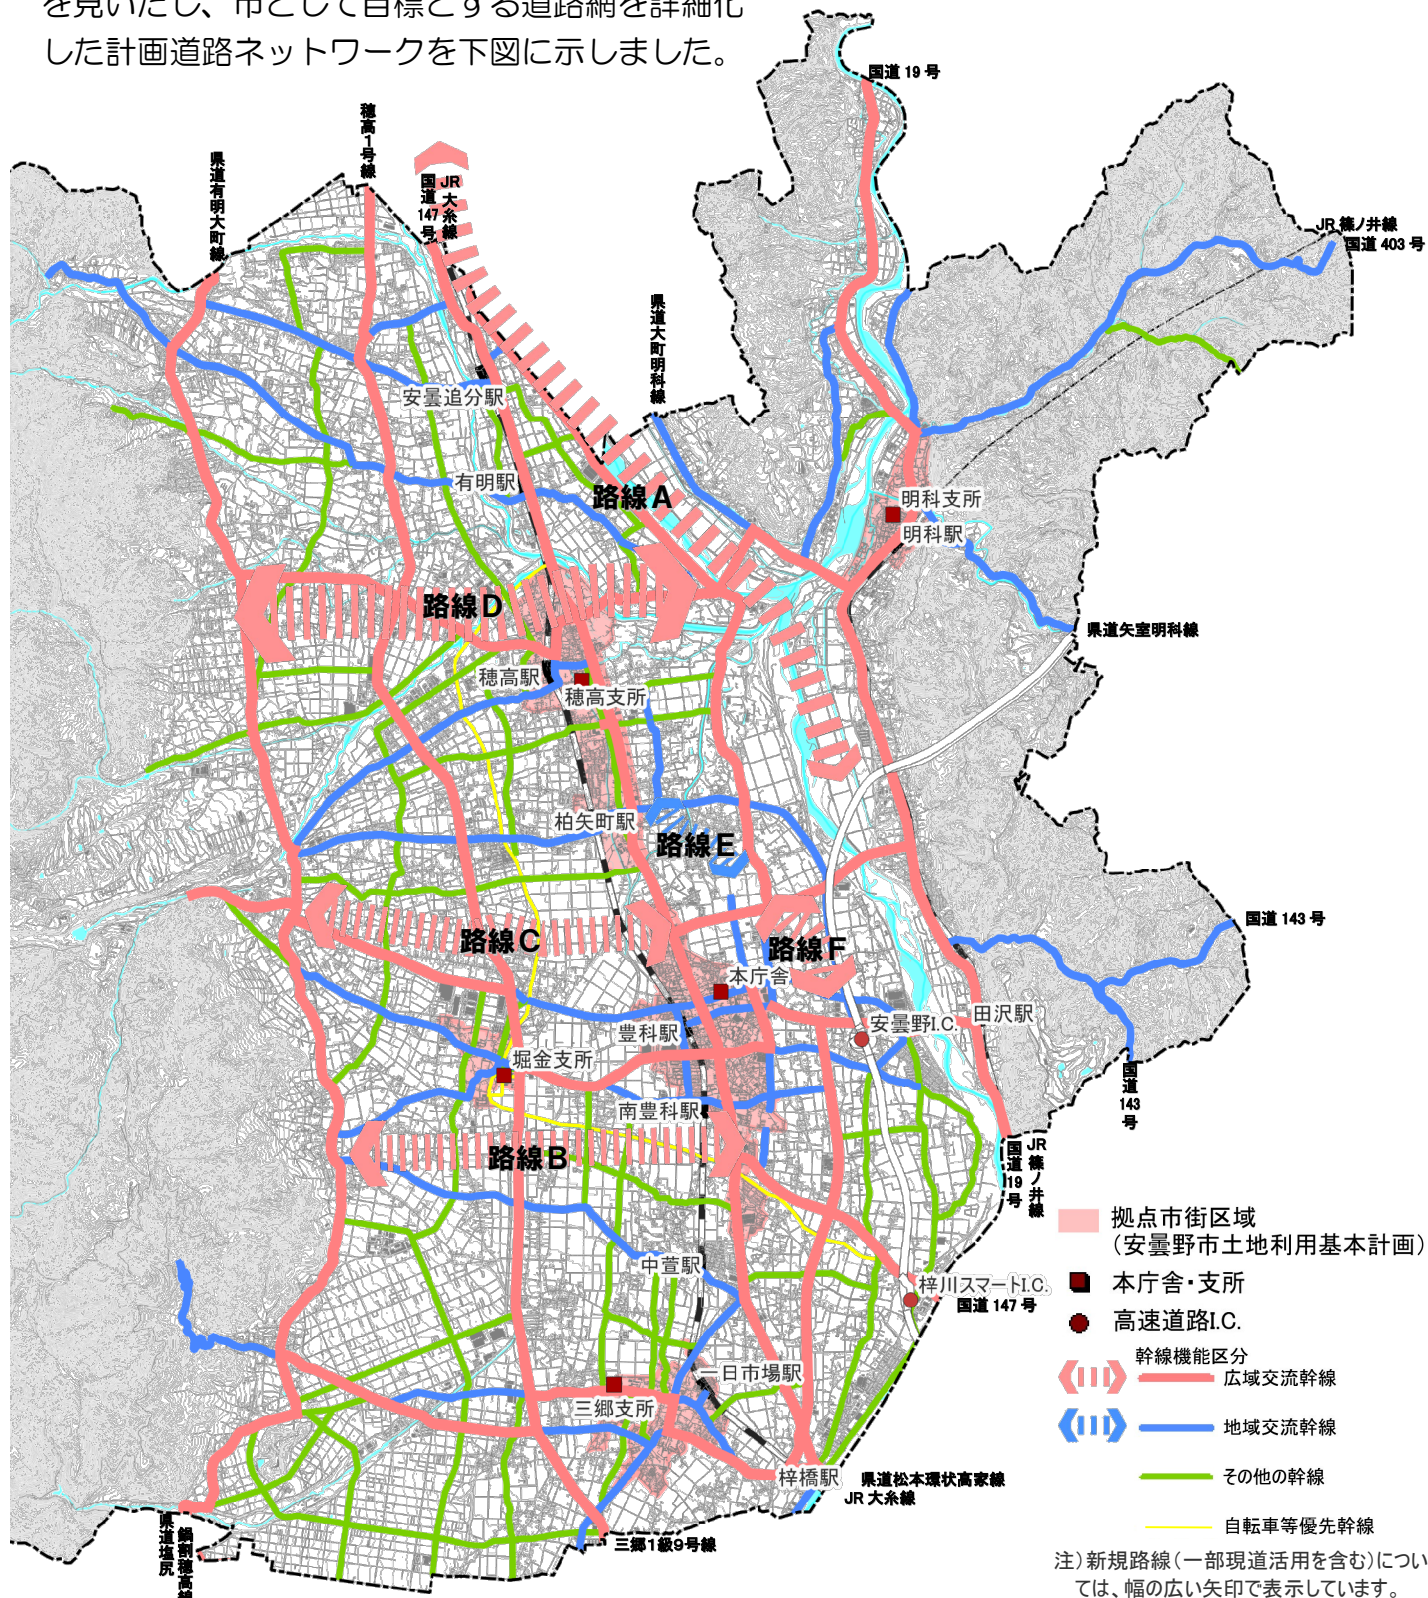 を見いだし、市として目標とする道路網を詳細化
した計画道路ネットワークを下図に示しました。
国道 19 号
穂高1号線
県道有明大町線
国道147号
JR大糸線
JR 篠ノ井線
国道 403 号
県道大町明科線
安曇追分駅
有明駅
路線A
明科支所
明科駅
路線D
県道矢室明科線
穂高駅
穂高支所
柏矢町駅
路線E
国道 143 号
路線C
路線F
本庁舎
田沢駅
安曇野I.C.
豊科駅
堀金支所
国道143号
南豊科駅
路線B
国道19号
JR篠ノ井線
拠点市街区域
(安曇野市土地利用基本計画)
中萱駅
本庁舎・支所
梓川スマートI.C.
国道 147 号
高速道路I.C.
幹線機能区分
広域交流幹線
一日市場駅
三郷支所
地域交流幹線
その他の幹線
梓橋駅
県道松本環状高家線
JR 大糸線
自転車等優先幹線
三郷1級9号線
県道塩尻
鍋割穂高線
注)新規路線(一部現道活用を含む)につい
ては、幅の広い矢印で表示しています。